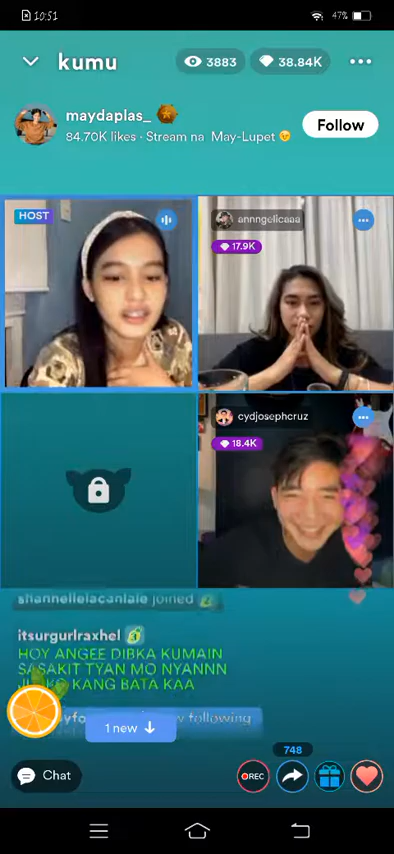 10:51
47%
kumu
3883
38.84K
maydaplas_
84.70K likes · Stream na May-Lupet
Follow
HOST
annngelicaaa
17.9K
cydjosephcruz
18.4K
shannellelacanlale joined
itsurgurlraxhel
HOY ANGEE DIBKA KUMAIN
SASAKIT TYAN MO NYANNN
KANG BATA KAA
following
1 new
748
Chat
REC